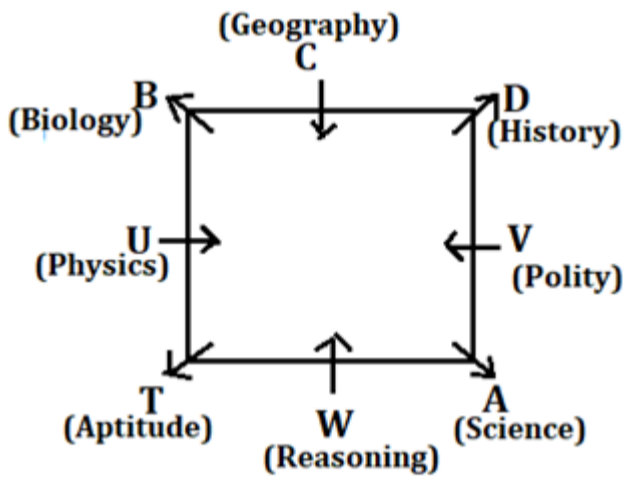 (Geography)
C
B
D
(Biology)
(History)
U
V
(Physics)
(Polity)
T
W
A
(Aptitude)
(Science)
(Reasoning)